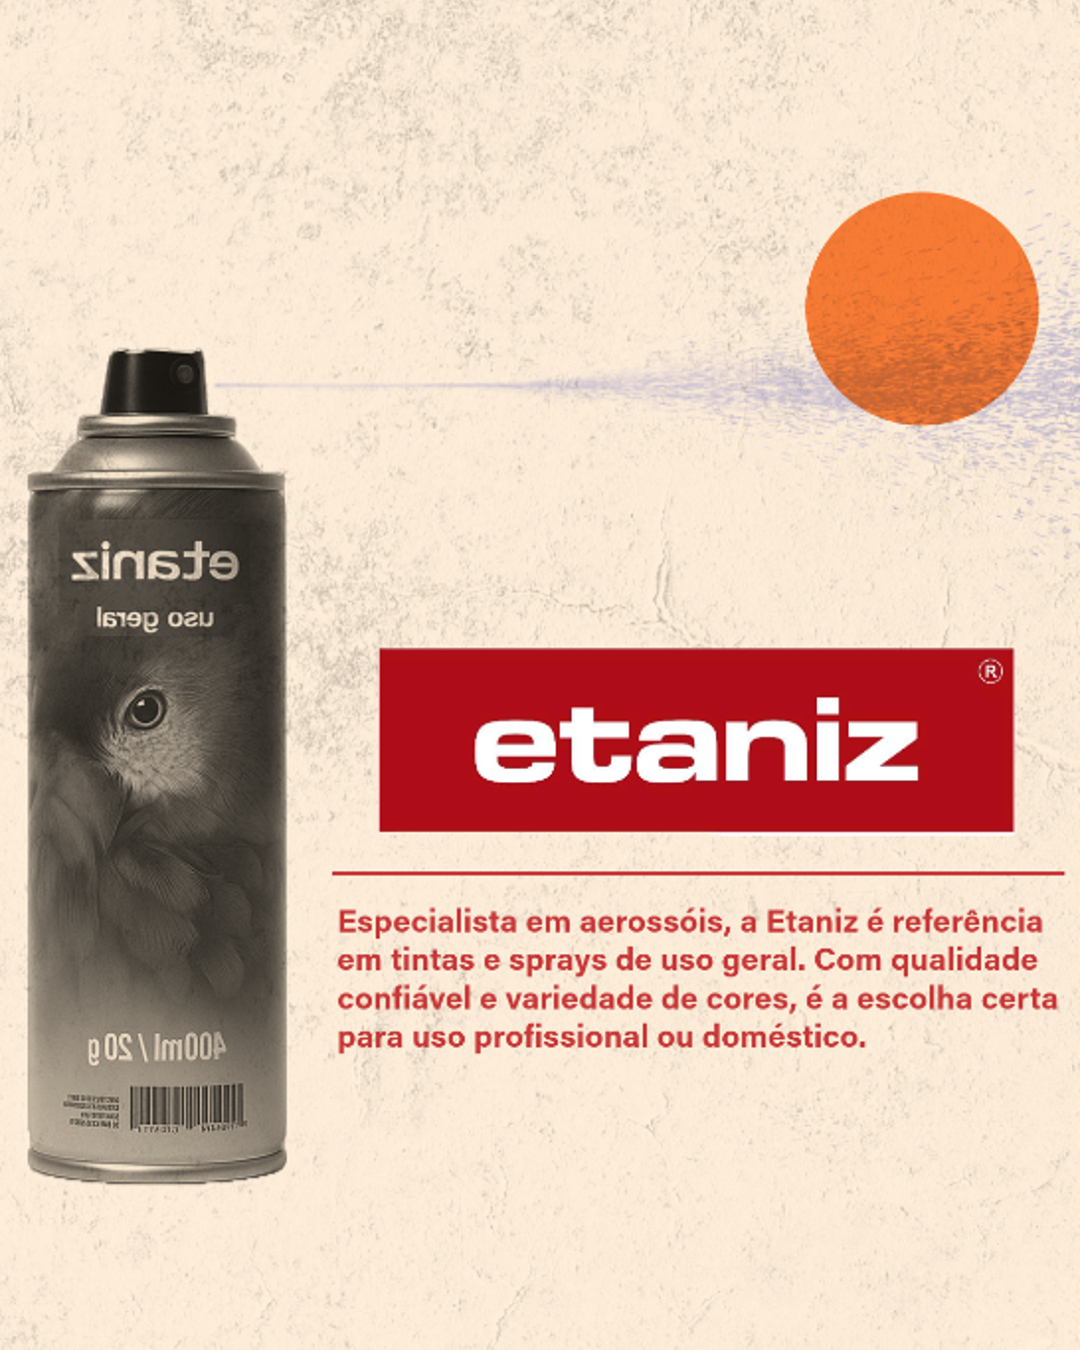 etaniz
uso geral
400ml / 20 g
®
etaniz
Especialista em aerossóis, a Etaniz é referência
em tintas e sprays de uso geral. Com qualidade
confiável e variedade de cores, é a escolha certa
para uso profissional ou doméstico.